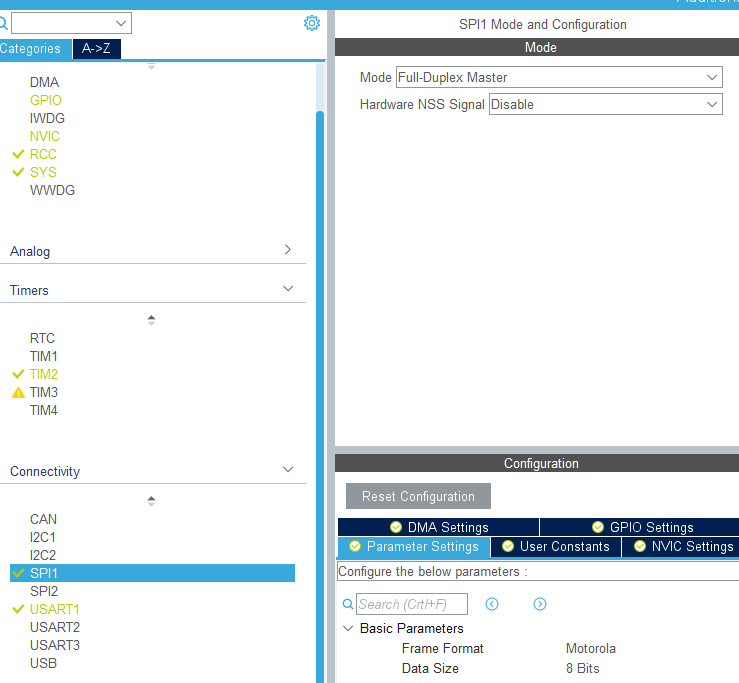 SPI1 Mode and Configuration
Categories
A->Z
Mode
DMA
GPIO
IWDG
NVIC
RCC
SYS
WWDG
Mode Full-Duplex Master
Hardware NSS Signal Disable
Analog
Timers
RTC
TIM1
TIM2
TIM3
TIM4
Connectivity
CAN
I2C1
I2C2
SPI1
SPI2
USART1
USART2
USART3
USB
Configuration
Reset Configuration
DMA Settings
GPIO Settings
Parameter Settings
User Constants
NVIC Settings
Configure the below parameters :
Search (Crtl+F)
Basic Parameters
Frame Format Motorola
Data Size 8 Bits